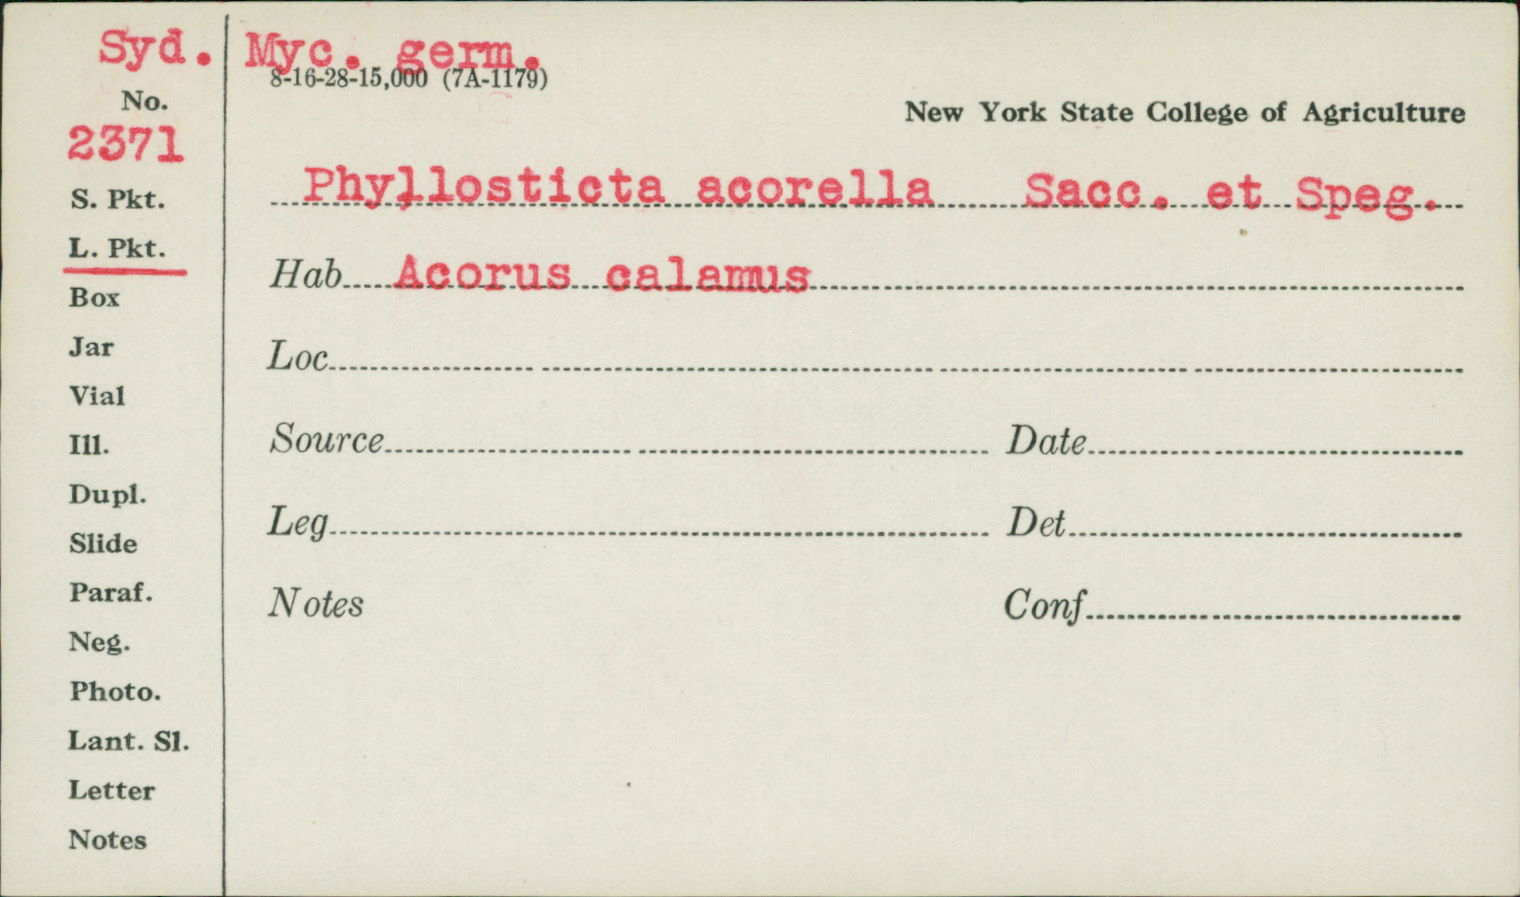 Syd. Myc. germ.
8-16-28-15,000 (7A-1179)
No.
2371
New York State College of Agriculture
S. Pkt.
L. Pkt.
Box
Jar
Vial
Ill.
Dupl.
Slide
Paraf.
Neg.
Photo.
Lant. Sl.
Letter
Notes
Phyllosticta acorella Sacc. et Speg.
Hab Acorus calamus
Loc
Source Date
Leg Det
Notes Conf